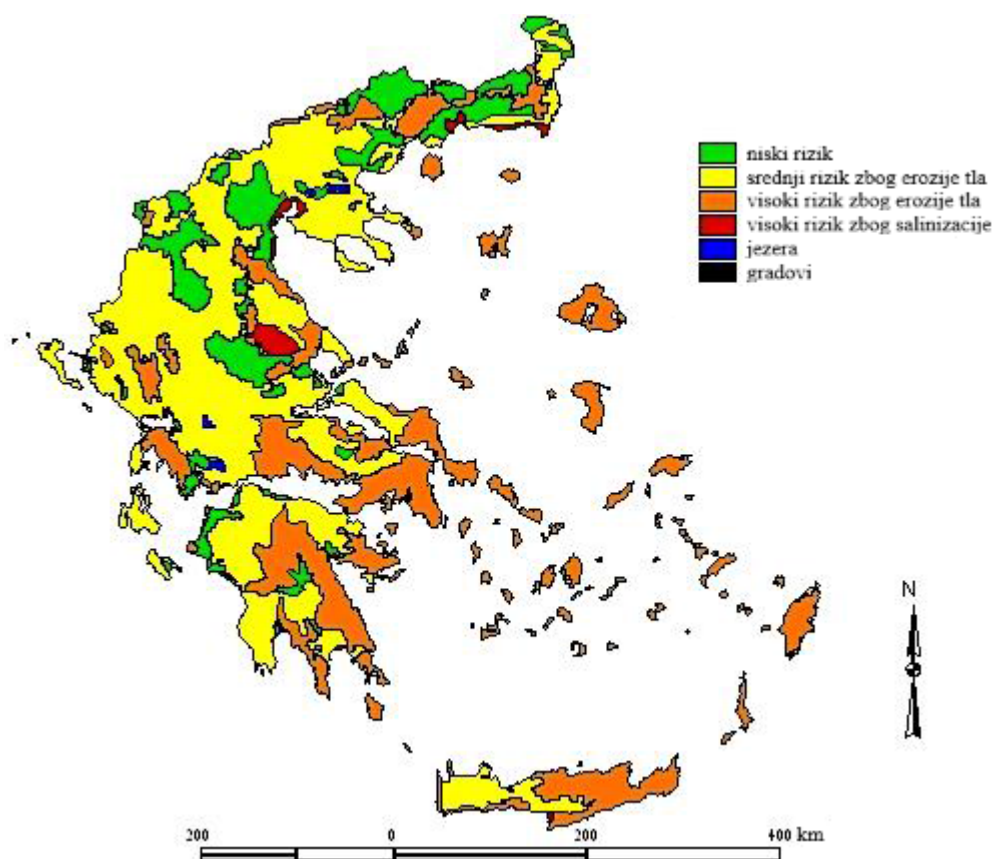 niski rizik
srednji rizik zbog erozije tla
visoki rizik zbog erozije tla
visoki rizik zbog salinizacije
jezera
gradovi
N
200 0 200 400 km